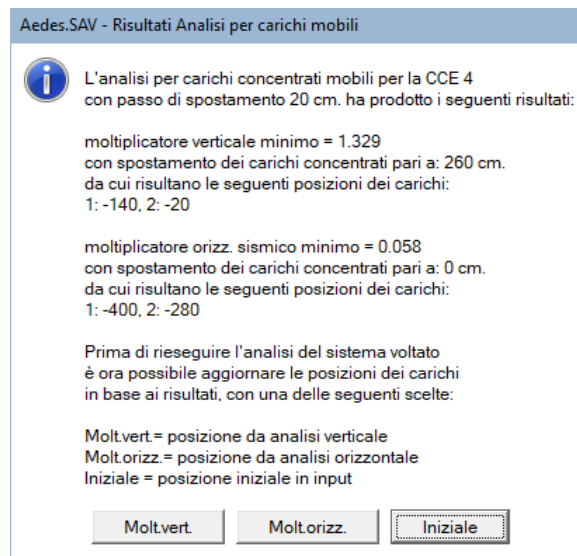 Aedes.SAV - Risultati Analisi per carichi mobili
L'analisi per carichi concentrati mobili per la CCE 4
con passo di spostamento 20 cm. ha prodotto i seguenti risultati:
moltiplicatore verticale minimo = 1.329
con spostamento dei carichi concentrati pari a: 260 cm.
da cui risultano le seguenti posizioni dei carichi:
1: -140, 2: -20
moltiplicatore orizz. sismico minimo = 0.058
con spostamento dei carichi concentrati pari a: 0 cm.
da cui risultano le seguenti posizioni dei carichi:
1: -400, 2: -280
Prima di rieseguire l'analisi del sistema voltato
è ora possibile aggiornare le posizioni dei carichi
in base ai risultati, con una delle seguenti scelte:
Molt.vert.= posizione da analisi verticale
Molt.orizz.= posizione da analisi orizzontale
Iniziale = posizione iniziale in input
Molt.vert. Molt.orizz. Iniziale